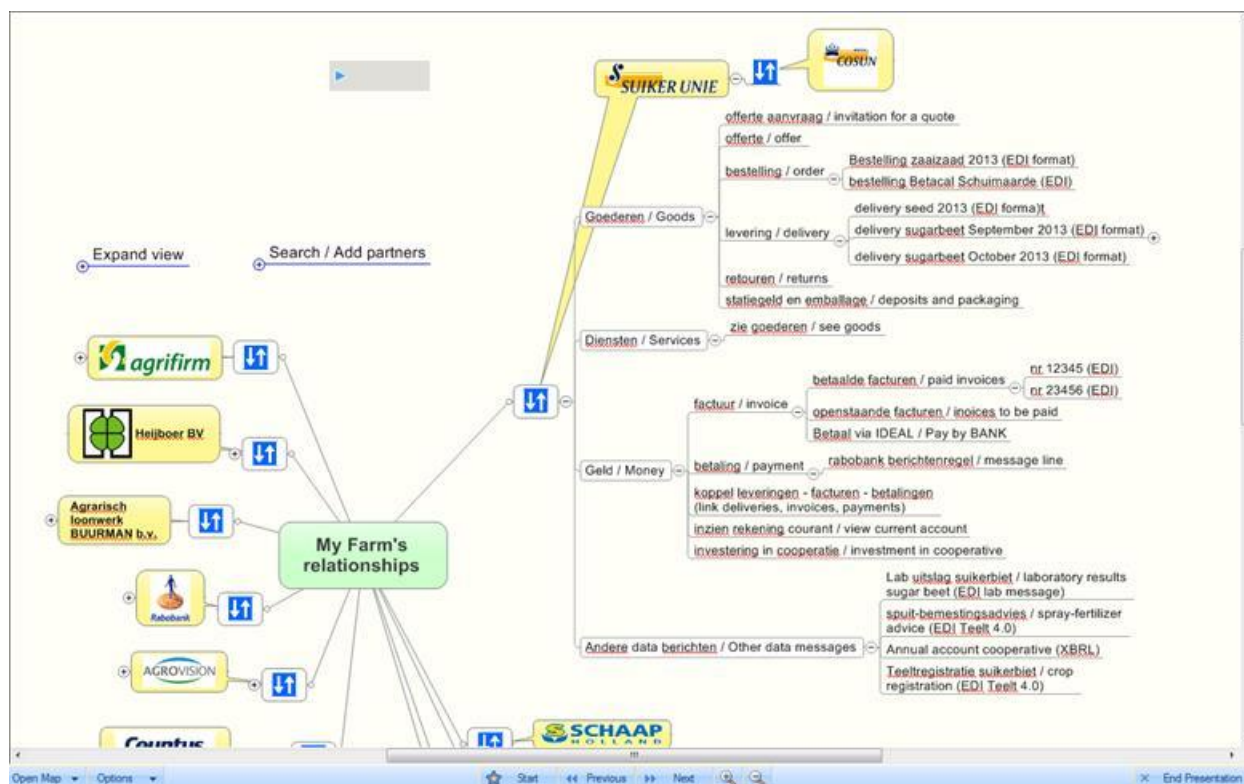 SUIKER UNIE
COSUN
offerte aanvraag / invitation for a quote
offerte / offer
bestelling / order
Bestelling zaaizaad 2013 (EDI format)
bestelling Betacal Schuimaarde (EDI)
Goederen / Goods
levering / delivery
delivery seed 2013 (EDI forma)t
delivery sugarbeet September 2013 (EDI format)
delivery sugarbeet October 2013 (EDI format)
retouren / returns
statiegeld en emballage / deposits and packaging
Diensten / Services
zie goederen / see goods
Geld / Money
factuur / invoice
betaalde facturen / paid invoices
nr 12345 (EDI)
nr 23456 (EDI)
openstaande facturen / inoices to be paid
Betaal via IDEAL / Pay by BANK
betaling / payment
rabobank berichtenregel / message line
koppel leveringen - facturen - betalingen
(link deliveries, invoices, payments)
inzien rekening courant / view current account
investering in cooperatie / investment in cooperative
Andere data berichten / Other data messages
Lab uitslag suikerbiet / laboratory results
sugar beet (EDI lab message)
spuit-bemestingsadvies / spray-fertilizer
advice (EDI Teelt 4.0)
Annual account cooperative (XBRL)
Teeltregistratie suikerbiet / crop
registration (EDI Teelt 4.0)
Expand view
Search / Add partners
agrifirm
Heijboer BV
Agrarisch
loonwerk
BUURMAN b.v.
My Farm's
relationships
Rabobank
AGROVISION
Countus
SCHAAP
HOLLAND
Open Map
Options
Start
Previous
Next
End Presentation